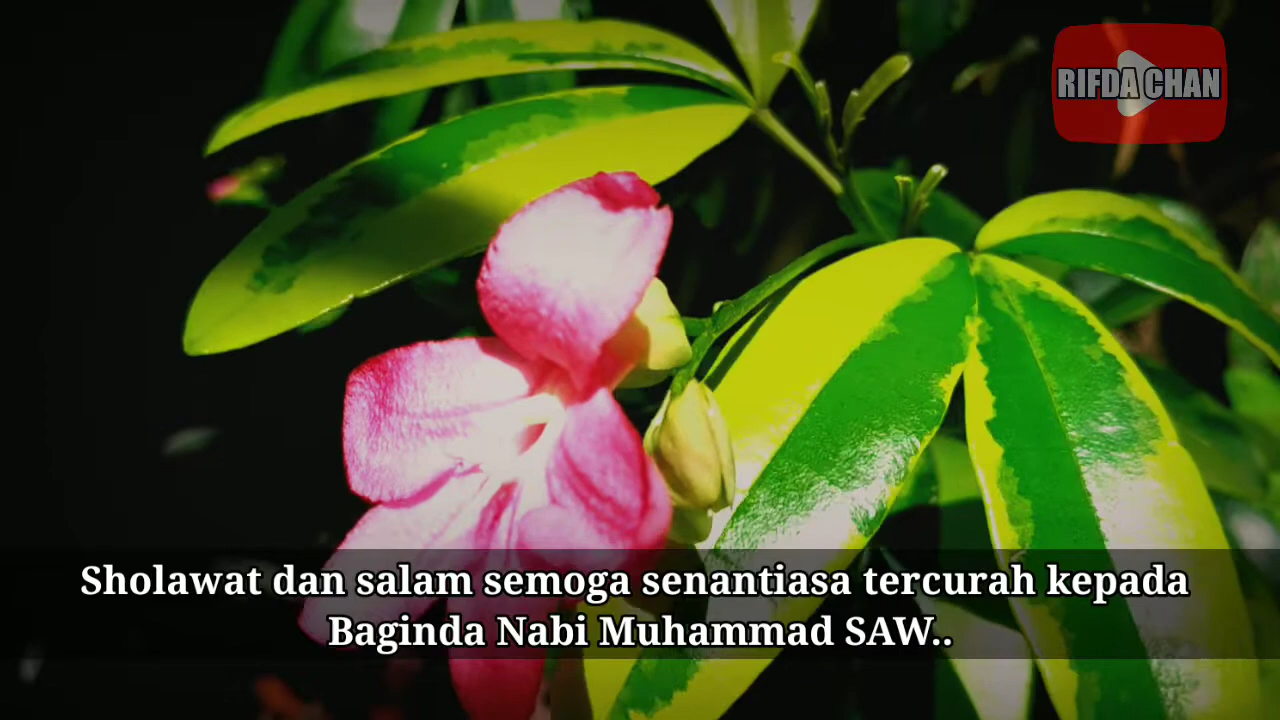 RIFDA CHAN
Sholawat dan salam semoga senantiasa tercurah kepada
Baginda Nabi Muhammad SAW..